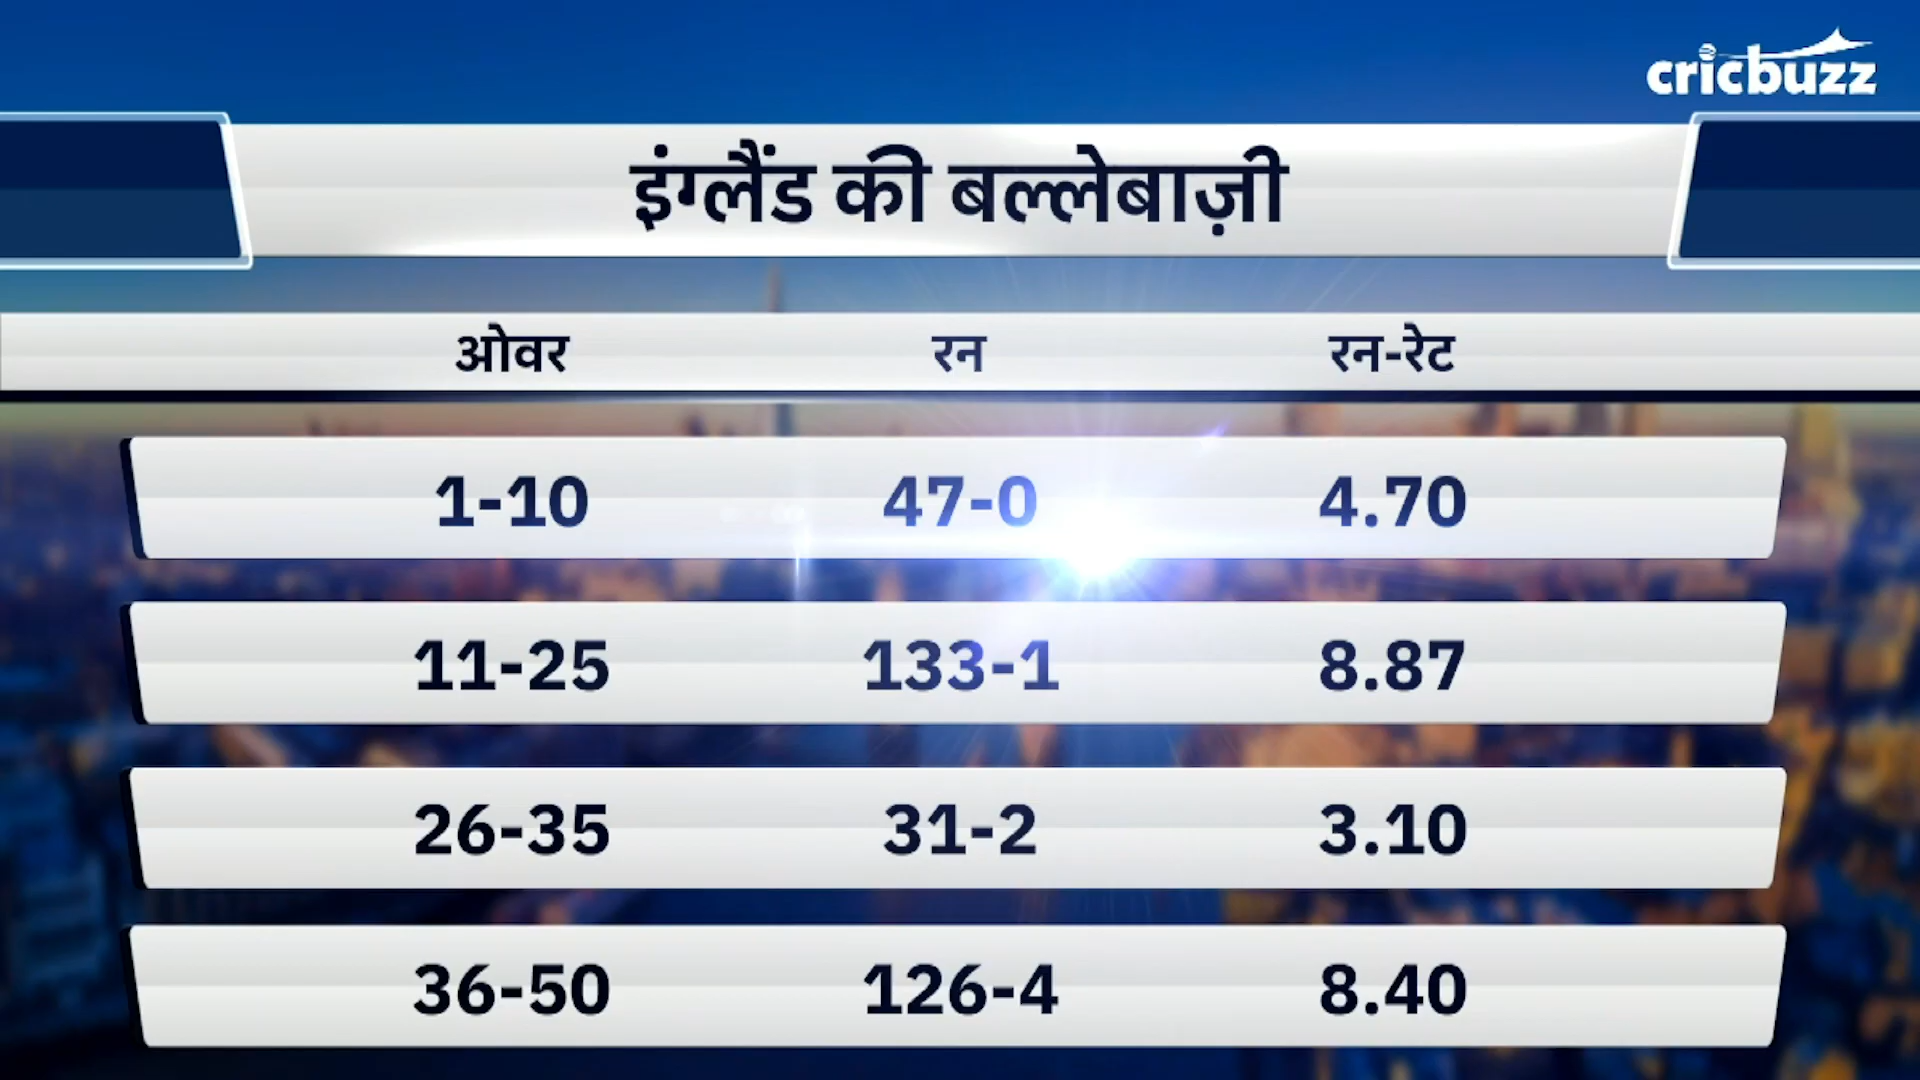 cricbuzz
इंग्लैंड की बल्लेबाज़ी
ओवर रन रन-रेट
1-10 47-0 4.70
11-25 133-1 8.87
26-35 31-2 3.10
36-50 126-4 8.40